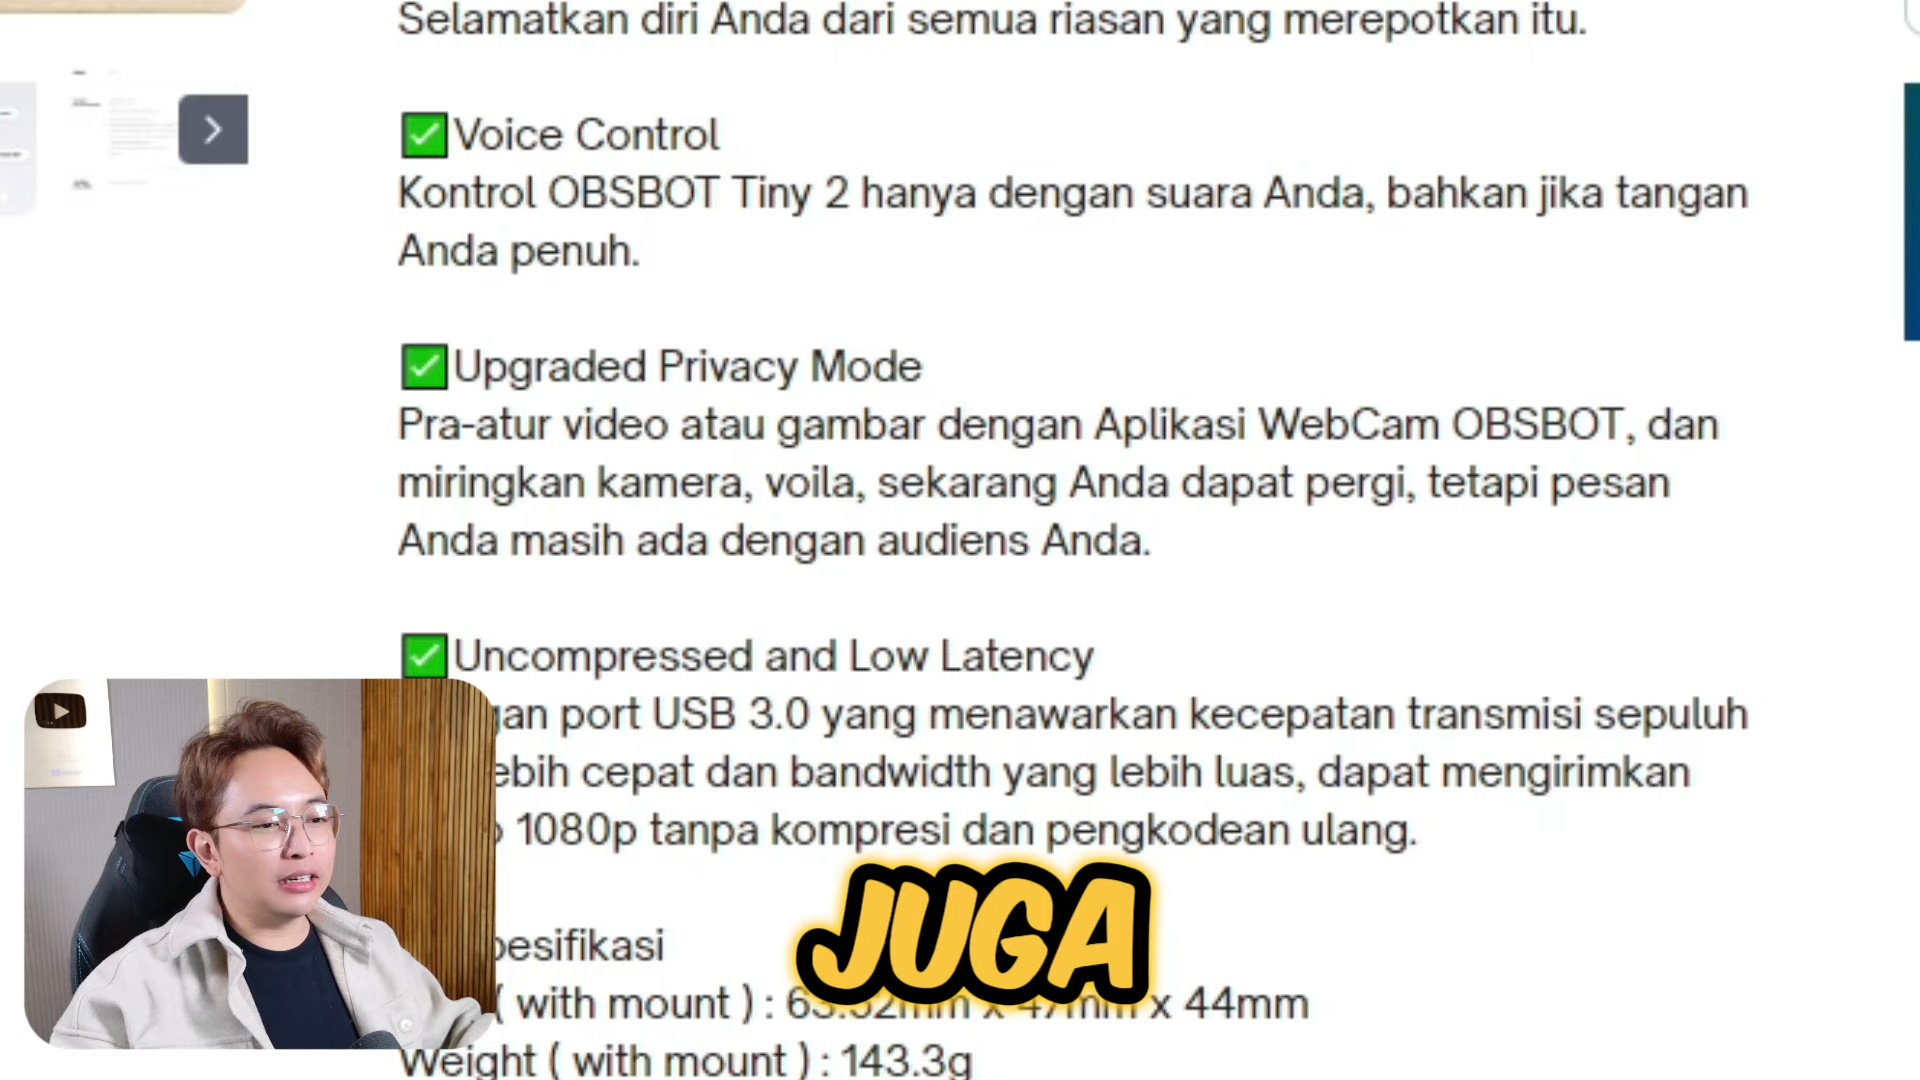 Selamatkan diri Anda dari semua riasan yang merepotkan itu.
✅Voice Control
Kontrol OBSBOT Tiny 2 hanya dengan suara Anda, bahkan jika tangan
Anda penuh.
✅Upgraded Privacy Mode
Pra-atur video atau gambar dengan Aplikasi WebCam OBSBOT, dan
miringkan kamera, voila, sekarang Anda dapat pergi, tetapi pesan
Anda masih ada dengan audiens Anda.
✅Uncompressed and Low Latency
port USB 3.0 yang menawarkan kecepatan transmisi sepuluh
cepat dan bandwidth yang lebih luas, dapat mengirimkan
1080p tanpa kompresi dan pengkodean ulang.
JUGA
( with mount ) : x 44mm
Weight ( with mount ) : 143.3g